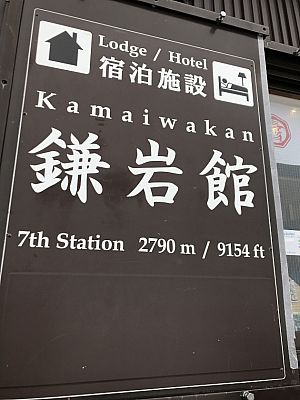 Lodge / Hotel
宿泊施設
Kamaiwakan
鎌岩館
7th Station 2790 m / 9154 ft